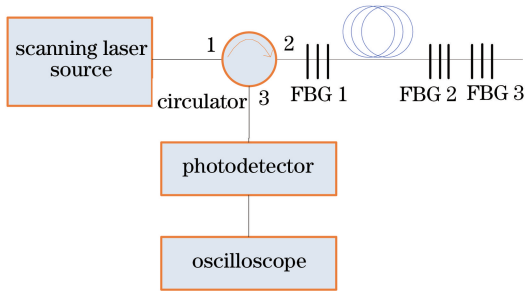 scanning laser
source
1
2
circulator
3
FBG 1
FBG 2
FBG 3
photodetector
oscilloscope